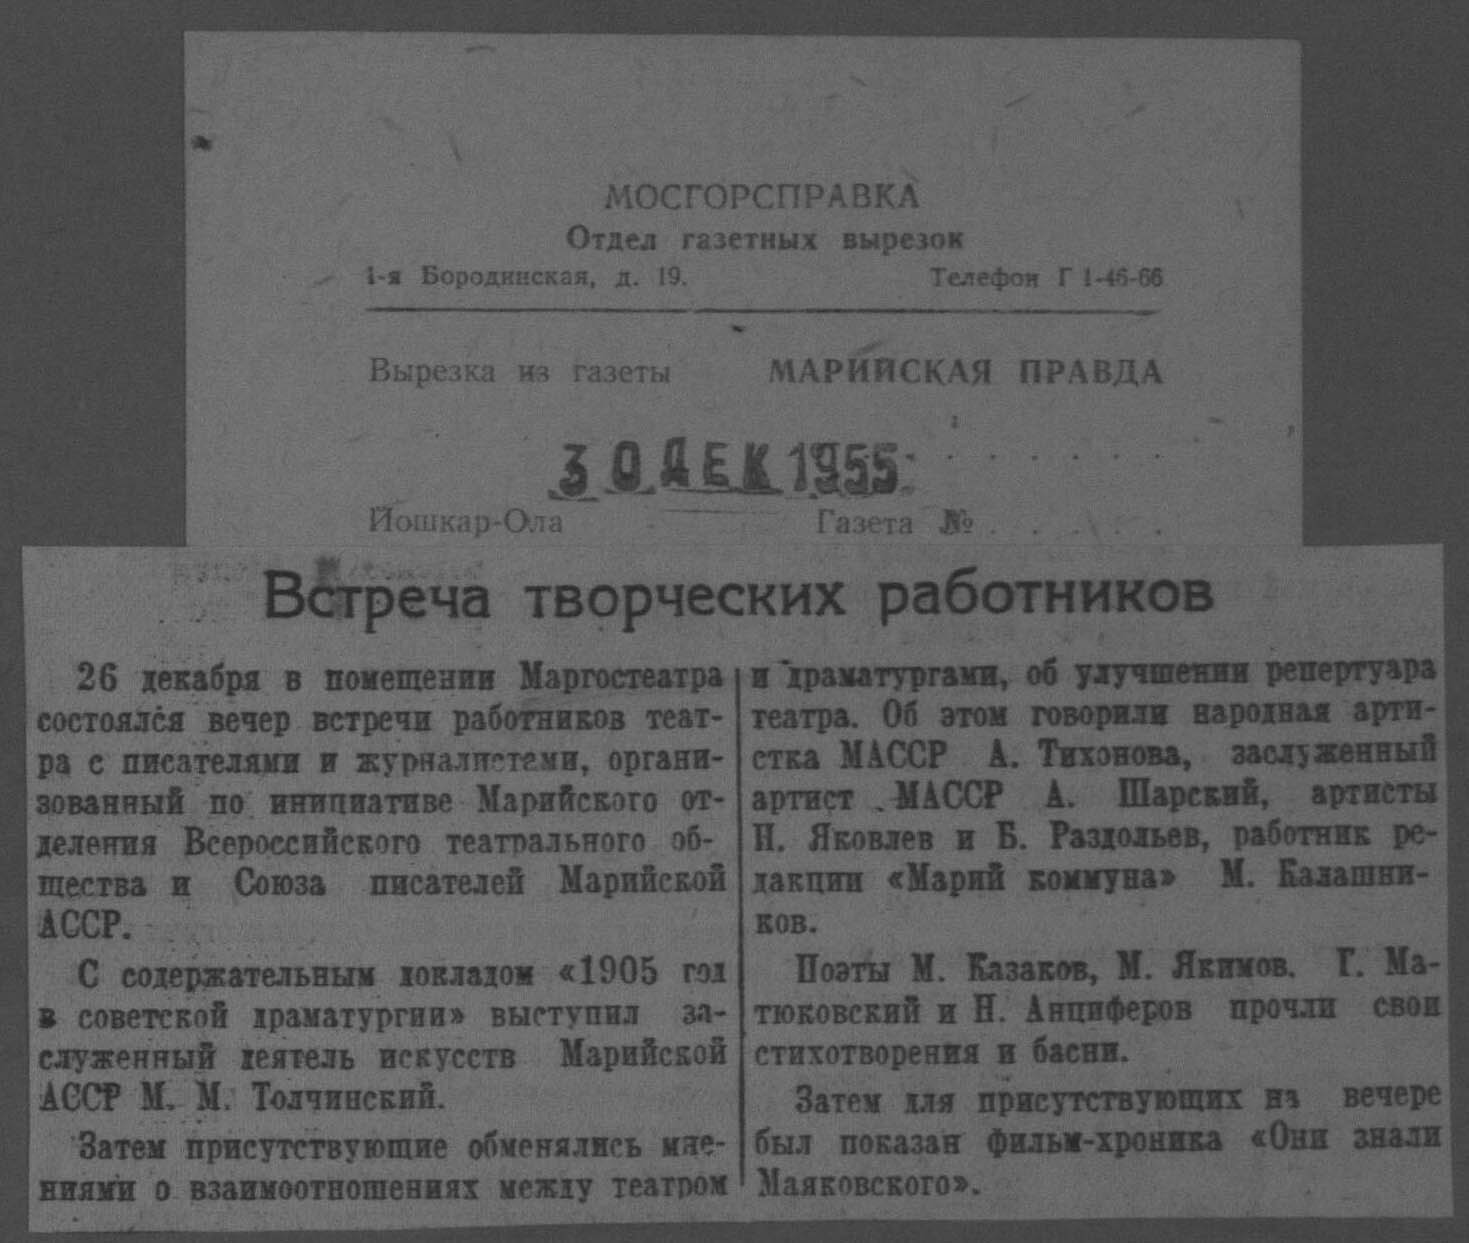 МОСГОРСПРАВКА
Отдел газетных вырезок
1-я Бородинская, д. 19. Телефон Г 1-46-66
Вырезка из газеты МАРИЙСКАЯ ПРАВДА
30 ДЕК 1955
Йошкар-Ола Газета №
Встреча творческих работников
26 декабря в помещении Маргостеатра
состоялся вечер встречи работников теат-
ра с писателями и журналистами, органи-
зованный по инициативе Марийского от-
деления Всероссийского театрального об-
щества и Союза писателей Марийской
АССР.
С содержательным докладом «1905 год
в советской драматургии» выступил за-
служенный деятель искусств Марийской
АССР М. М. Толчинский.
Затем присутствующие обменялись мне-
ниями о взаимоотношениях между театром
и драматургами, об улучшении репертуара
театра. Об этом говорили народная арти-
стка МАССР А. Тихонова, заслуженный
артист МАССР А. Шарский, артисты
Н. Яковлев и Б. Раздольев, работник ре-
дакции «Марий коммуна» М. Калашни-
ков.
Поэты М. Казаков, М. Якимов. Г. Ма-
тюковский и Н. Анциферов прочли свои
стихотворения и басни.
Затем для присутствующих на вечере
был показан фильм-хроника «Они знали
Маяковского».